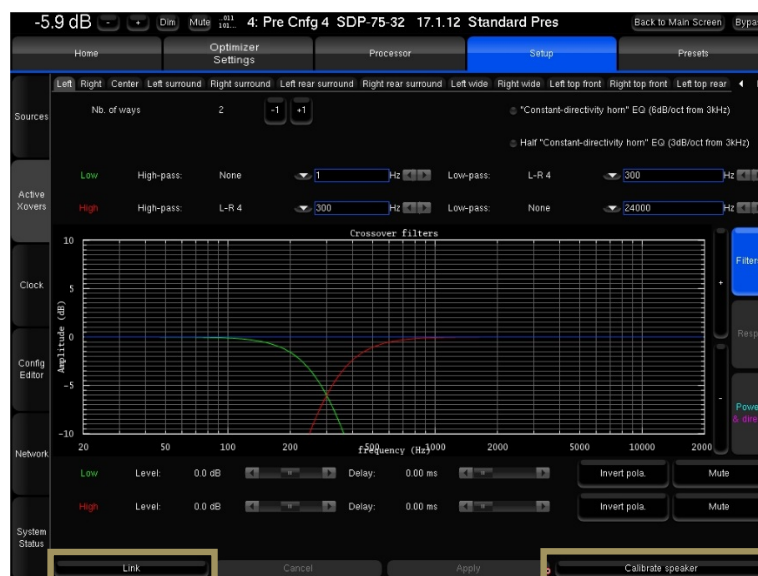 -5.9 dB - + Dim Mute 4: Pre Cnfg 4 SDP-75-32 17.1.12 Standard Pres Back to Main Screen
Home Optimizer Settings Processor Setup Presets
Left Right Center Left surround Right surround Left rear surround Right rear surround Left wide Right wide Left top front Right top front Left top rear
Sources
Nb. of ways 2 -1 +1 "Constant-directivity horn" EQ (6dB/oct from 3kHz)
Half "Constant-directivity horn" EQ (3dB/oct from 3kHz)
Low High-pass: None 1 Hz Low-pass: L-R 4 300 Hz
Active Xovers
High High-pass: L-R 4 300 Hz Low-pass: None 24000 Hz
Crossover filters
10
5
0
-5
-10
Amplitude (dB)
20 50 100 200 500 1000 2000 5000 10000 2000
frequency (Hz)
+
-
Clock
Config Editor
Network
System Status
Low Level: 0.0 dB Delay: 0.00 ms Invert pola. Mute
High Level: 0.0 dB Delay: 0.00 ms Invert pola. Mute
Link Cancel Apply Calibrate speaker